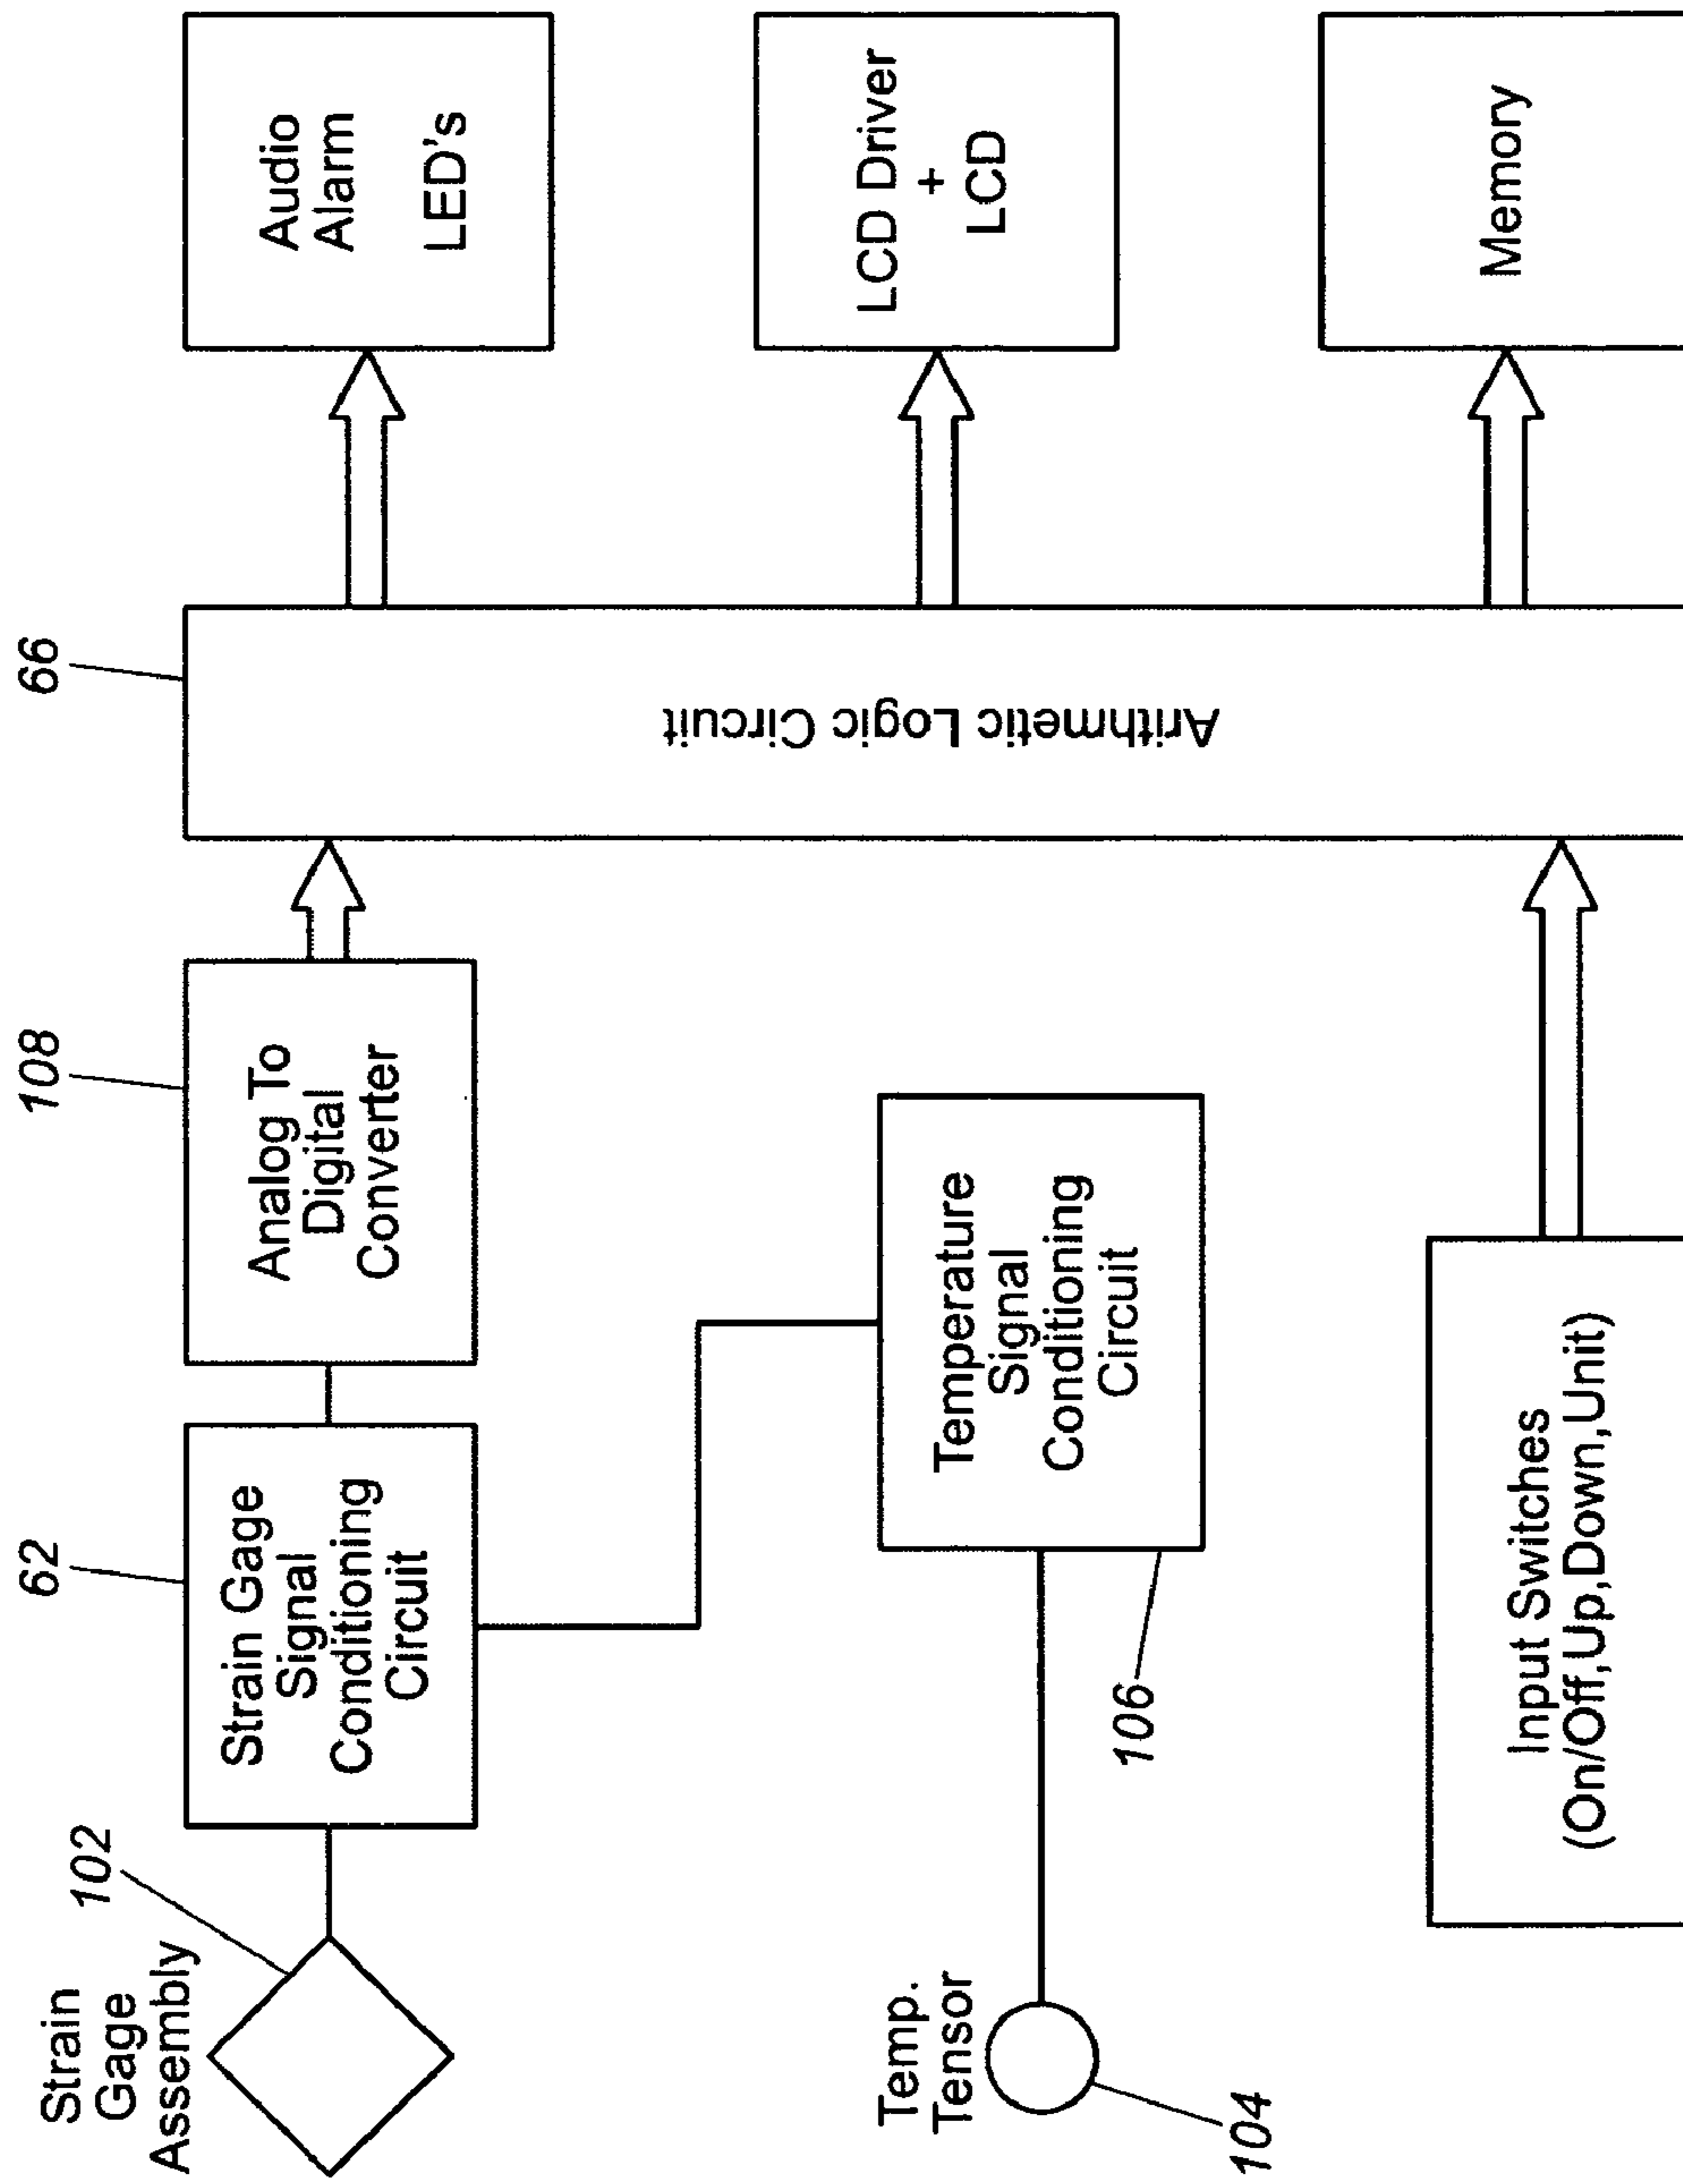 Strain
Gage
Assembly
102
62
Strain Gage
Signal
Conditioning
Circuit
108
Analog To
Digital
Converter
66
Arithmetic Logic Circuit
Audio
Alarm
LED's
Temp.
Tensor
104
106
Temperature
Signal
Conditioning
Circuit
LCD Driver
+
LCD
Input Switches
(On/Off,Up,Down,Unit)
Memory